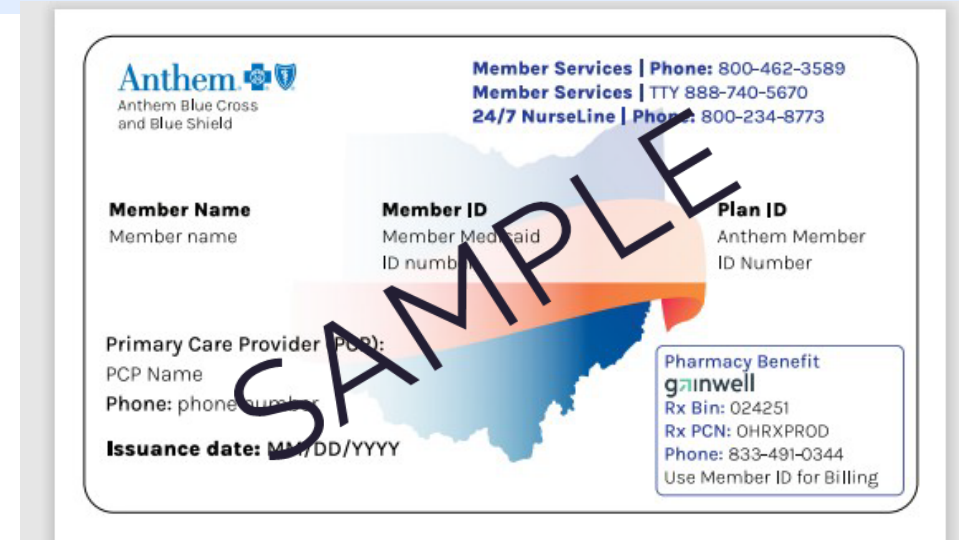 Anthem
Anthem Blue Cross
and Blue Shield
Member Services | Phone: 800-462-3589
Member Services | TTY 888-740-5670
24/7 NurseLine | Phone: 800-234-8773
Member Name
Member name
Member ID
Member Medicaid
ID number
Plan ID
Anthem Member
ID Number
SAMPLE
Primary Care Provider (PCP):
PCP Name
Phone: phone number
Issuance date: MM/DD/YYYY
Pharmacy Benefit
gainwell
Rx Bin: 024251
Rx PCN: OHRXPROD
Phone: 833-491-0344
Use Member ID for Billing